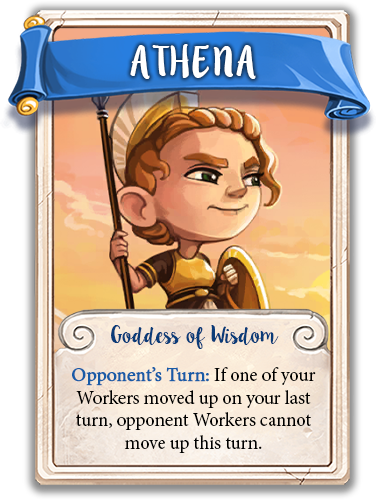 ATHENA
Goddess of Wisdom
Opponent's Turn: If one of your
Workers moved up on your last
turn, opponent Workers cannot
move up this turn.